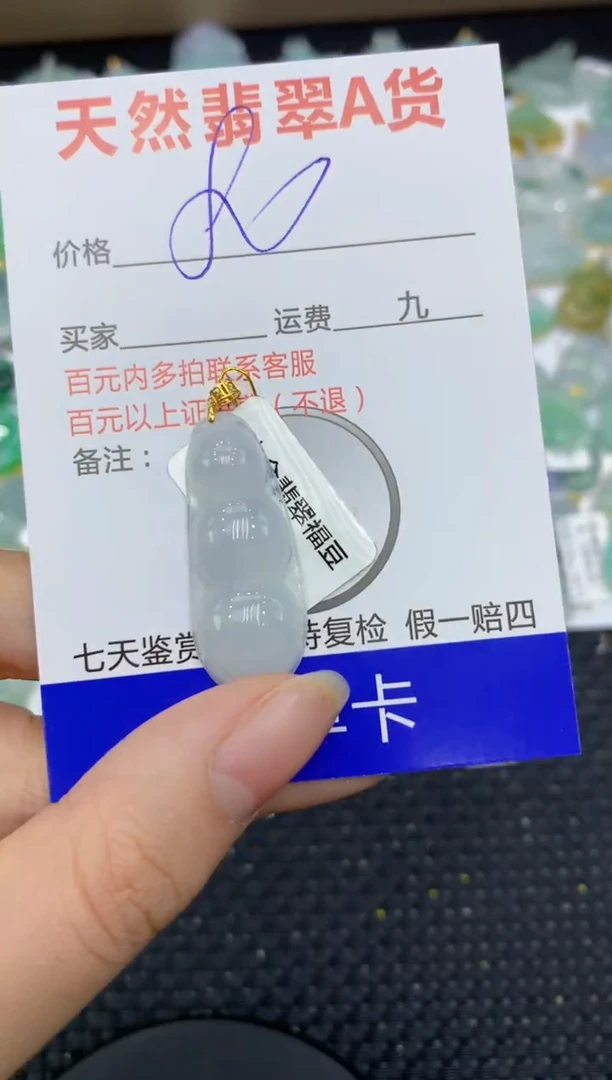 天然翡翠A货
价格
买家 运费 九
百元内多拍联系客服
百元以上证 (不退)
备注：
翡翠福豆
七天鉴赏 持复检 假一赔四
卡